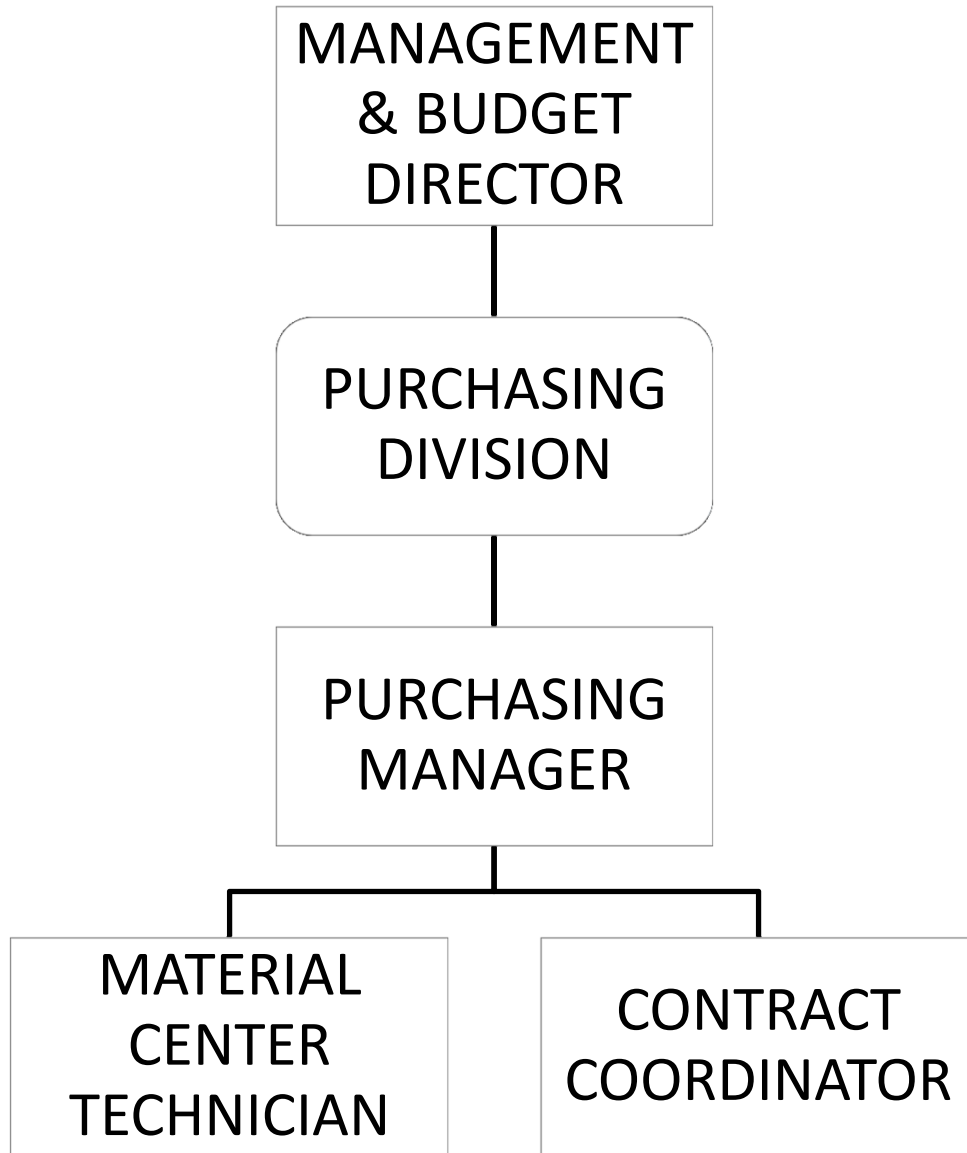 MANAGEMENT
& BUDGET
DIRECTOR
PURCHASING
DIVISION
PURCHASING
MANAGER
MATERIAL
CENTER
TECHNICIAN
CONTRACT
COORDINATOR